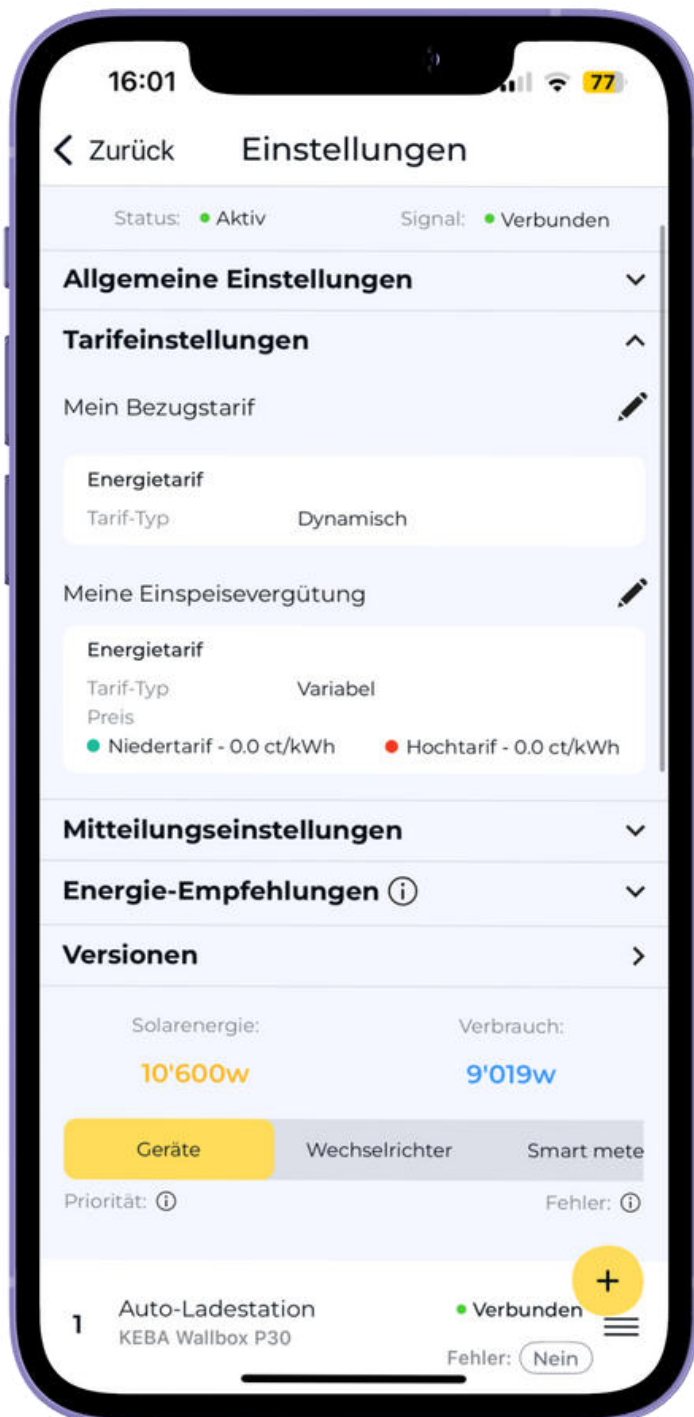 16:01
77
Zurück Einstellungen
Status: Aktiv Signal: Verbunden
Allgemeine Einstellungen
Tarifeinstellungen
Mein Bezugstarif
Energietarif
Tarif-Typ Dynamisch
Meine Einspeisevergütung
Energietarif
Tarif-Typ Variabel
Preis
Niedertarif - 0.0 ct/kWh Hochtarif - 0.0 ct/kWh
Mitteilungseinstellungen
Energie-Empfehlungen
Versionen
Solarenergie: Verbrauch:
10'600w 9'019w
Geräte Wechselrichter Smart mete
Priorität: Fehler:
1 Auto-Ladestation Verbunden
KEBA Wallbox P30
Fehler: Nein